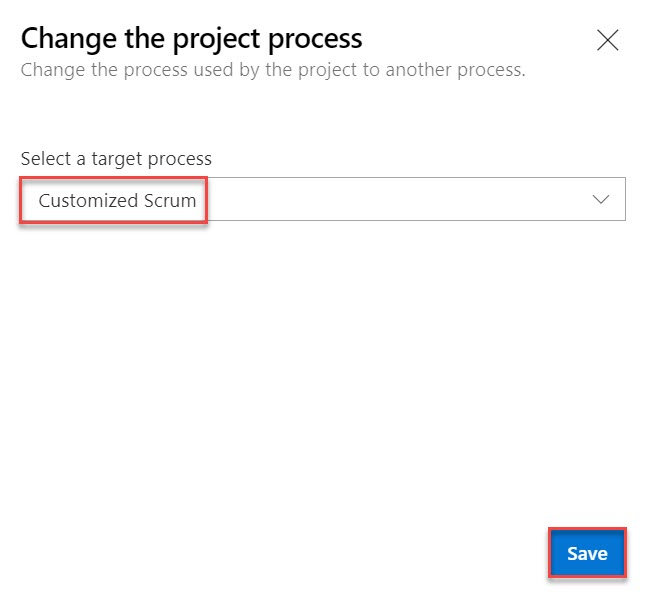 Change the project process
Change the process used by the project to another process.
Select a target process
Customized Scrum
Save